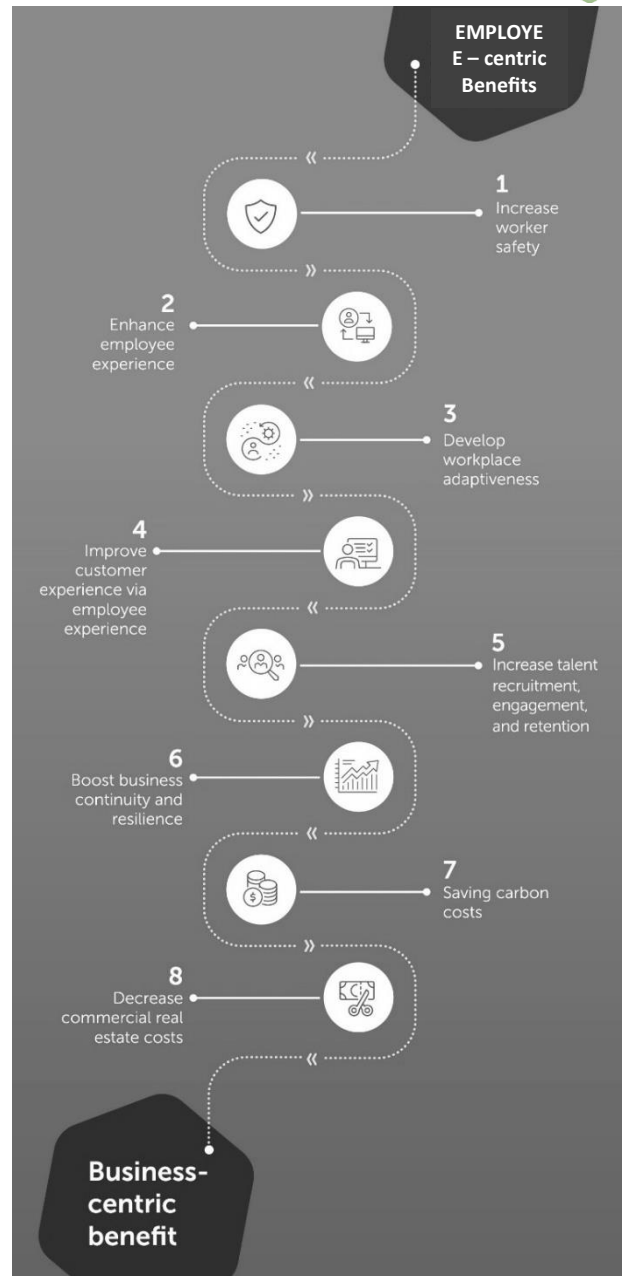 EMPLOYE
E – centric
Benefits
1
Increase
worker
safety
2
Enhance
employee
experience
3
Develop
workplace
adaptiveness
4
Improve
customer
experience via
employee
experience
5
Increase talent
recruitment,
engagement,
and retention
6
Boost business
continuity and
resilience
7
Saving carbon
costs
8
Decrease
commercial real
estate costs
Business-
centric
benefit